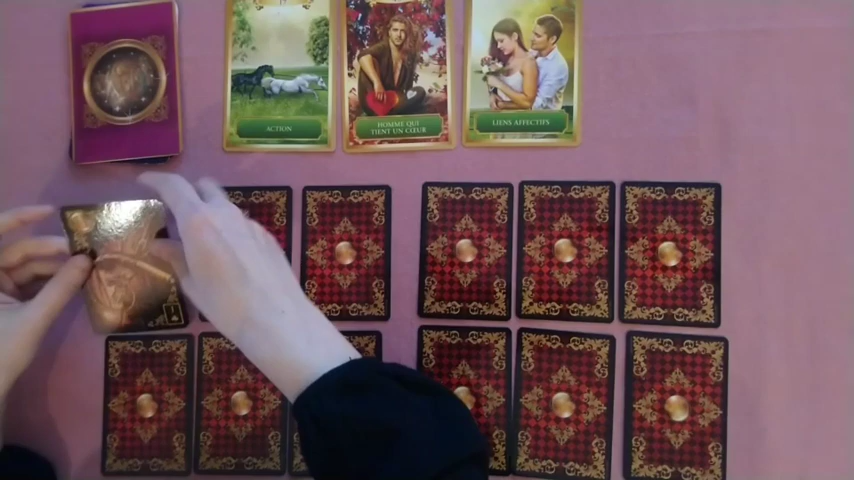 ACTION
HOMME QUI
TIENT UN CŒUR
LIENS AFFECTIFS